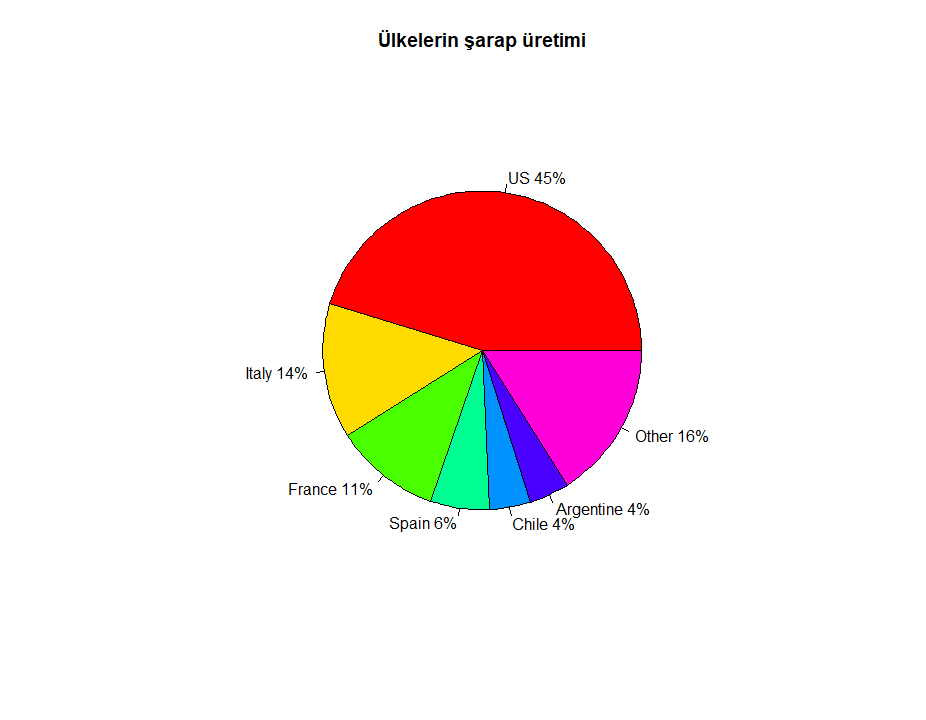 Ülkelerin şarap üretimi
US 45%
Italy 14%
Other 16%
France 11%
Argentine 4%
Spain 6%
Chile 4%